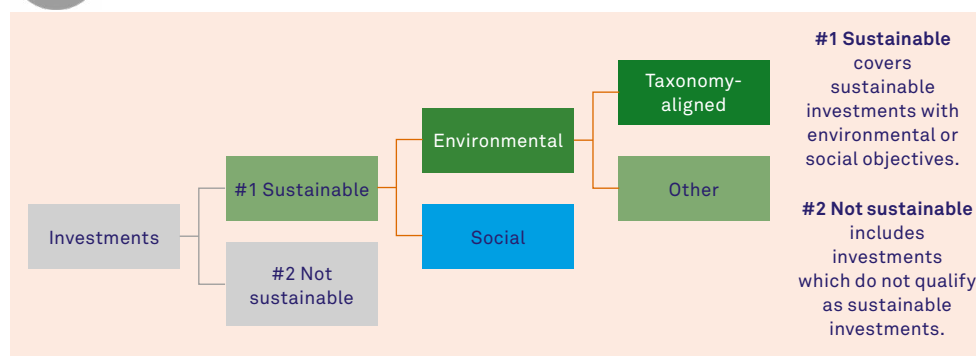 Investments
#1 Sustainable
#2 Not
sustainable
Environmental
Social
Taxonomy-
aligned
Other
#1 Sustainable
covers
sustainable
investments with
environmental or
social objectives.
#2 Not sustainable
includes
investments
which do not qualify
as sustainable
investments.